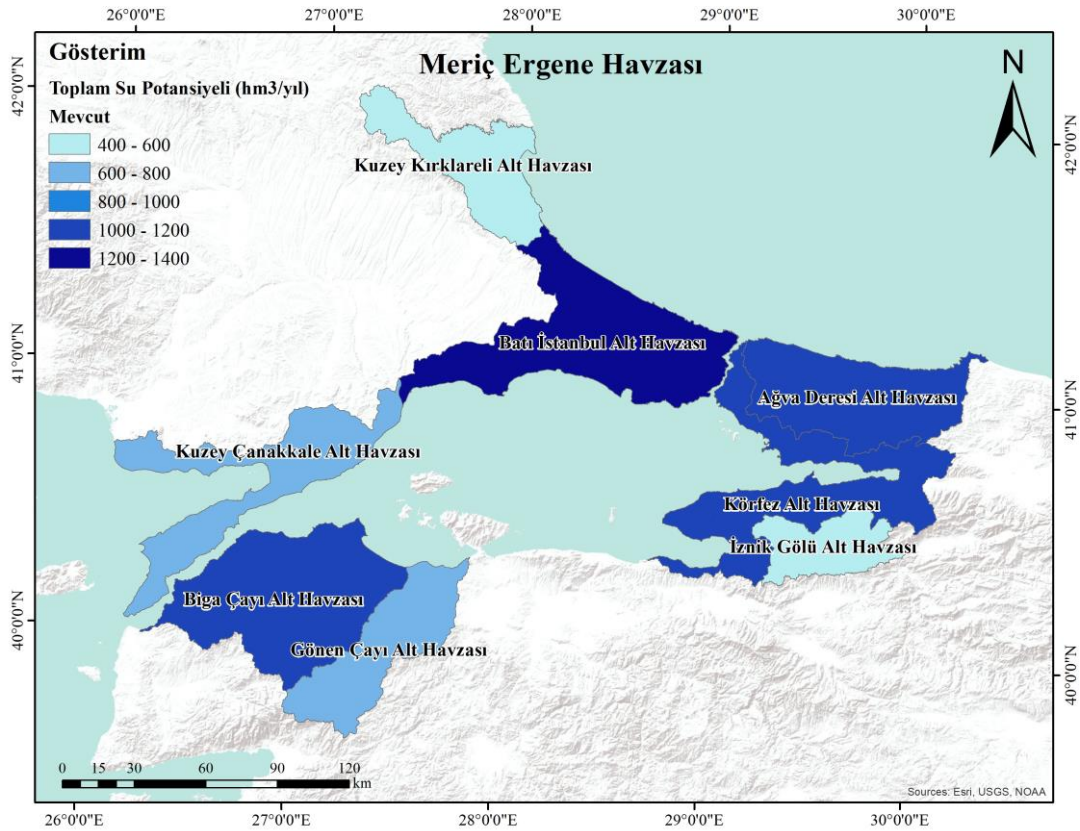 26°0'0"E
27°0'0"E
28°0'0"E
29°0'0"E
30°0'0"E
Gösterim
Toplam Su Potansiyeli (hm3/yıl)
Mevcut
400 - 600
600 - 800
800 - 1000
1000 - 1200
1200 - 1400
Meriç Ergene Havzası
N
42°0'0"N
42°0'0"N
Kuzey Kırklareli Alt Havzası
Batı İstanbul Alt Havzası
41°0'0"N
Ağva Deresi Alt Havzası
41°0'0"N
Kuzey Çanakkale Alt Havzası
Körfez Alt Havzası
İznik Gölü Alt Havzası
Biga Çayı Alt Havzası
40°0'0"N
Gönen Çayı Alt Havzası
40°0'0"N
0 15 30 60 90 120
km
Sources: Esri, USGS, NOAA
26°0'0"E
27°0'0"E
28°0'0"E
29°0'0"E
30°0'0"E